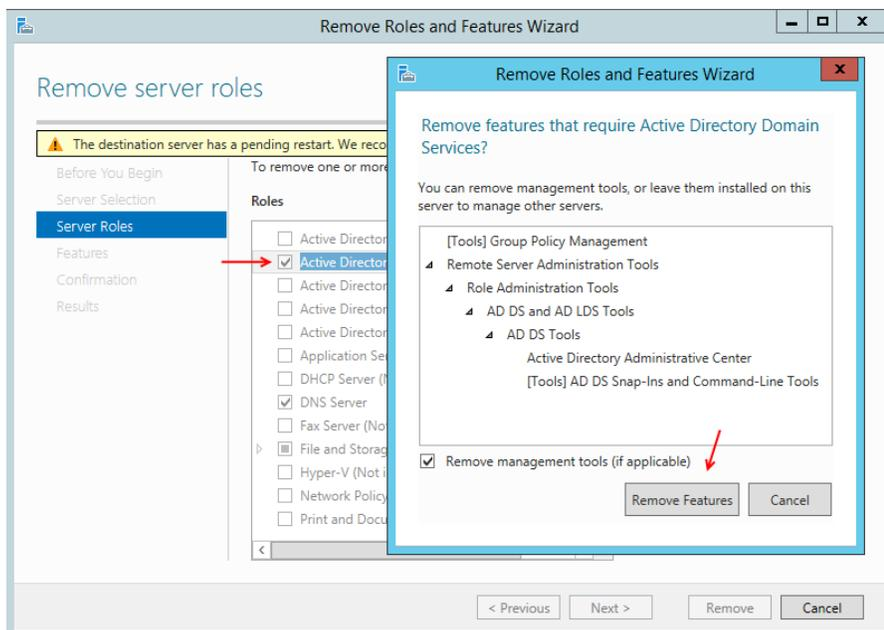 Remove Roles and Features Wizard
Remove server roles
The destination server has a pending restart. We reco
Before You Begin
Server Selection
Server Roles
Features
Confirmation
Results
To remove one or more
Roles
Active Director
Active Director
Active Director
Active Director
Active Director
Application Se
DHCP Server (
DNS Server
Fax Server (No
File and Storag
Hyper-V (Not i
Network Policy
Print and Docu
< Previous
Next >
Remove
Cancel
Remove Roles and Features Wizard
Remove features that require Active Directory Domain
Services?
You can remove management tools, or leave them installed on this
server to manage other servers.
[Tools] Group Policy Management
Remote Server Administration Tools
Role Administration Tools
AD DS and AD LDS Tools
AD DS Tools
Active Directory Administrative Center
[Tools] AD DS Snap-Ins and Command-Line Tools
Remove management tools (if applicable)
Remove Features
Cancel